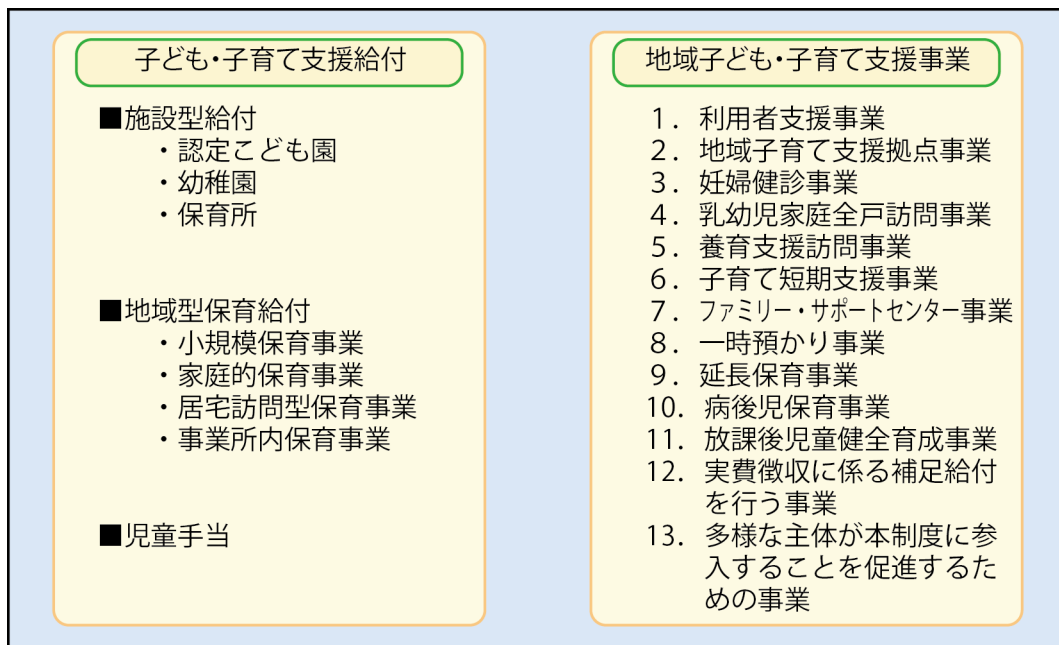 子ども・子育て支援給付
■施設型給付
・認定こども園
・幼稚園
・保育所
■地域型保育給付
・小規模保育事業
・家庭的保育事業
・居宅訪問型保育事業
・事業所内保育事業
■児童手当
地域子ども・子育て支援事業
1．利用者支援事業
2．地域子育て支援拠点事業
3．妊婦健診事業
4．乳幼児家庭全戸訪問事業
5．養育支援訪問事業
6．子育て短期支援事業
7．ファミリー・サポートセンター事業
8．一時預かり事業
9．延長保育事業
10．病後児保育事業
11．放課後児童健全育成事業
12．実費徴収に係る補足給付
を行う事業
13．多様な主体が本制度に参
入することを促進するた
めの事業